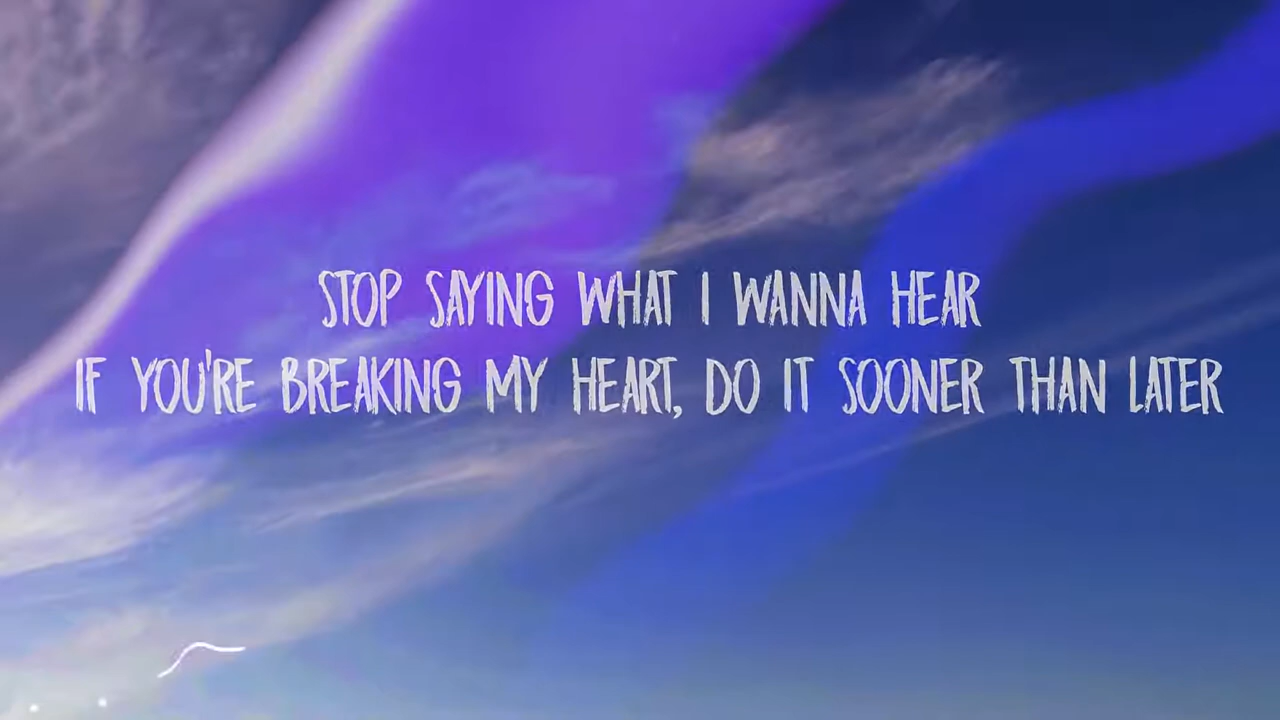 STOP SAYING WHAT I WANNA HEAR
IF YOU'RE BREAKING MY HEART, DO IT SOONER THAN LATER